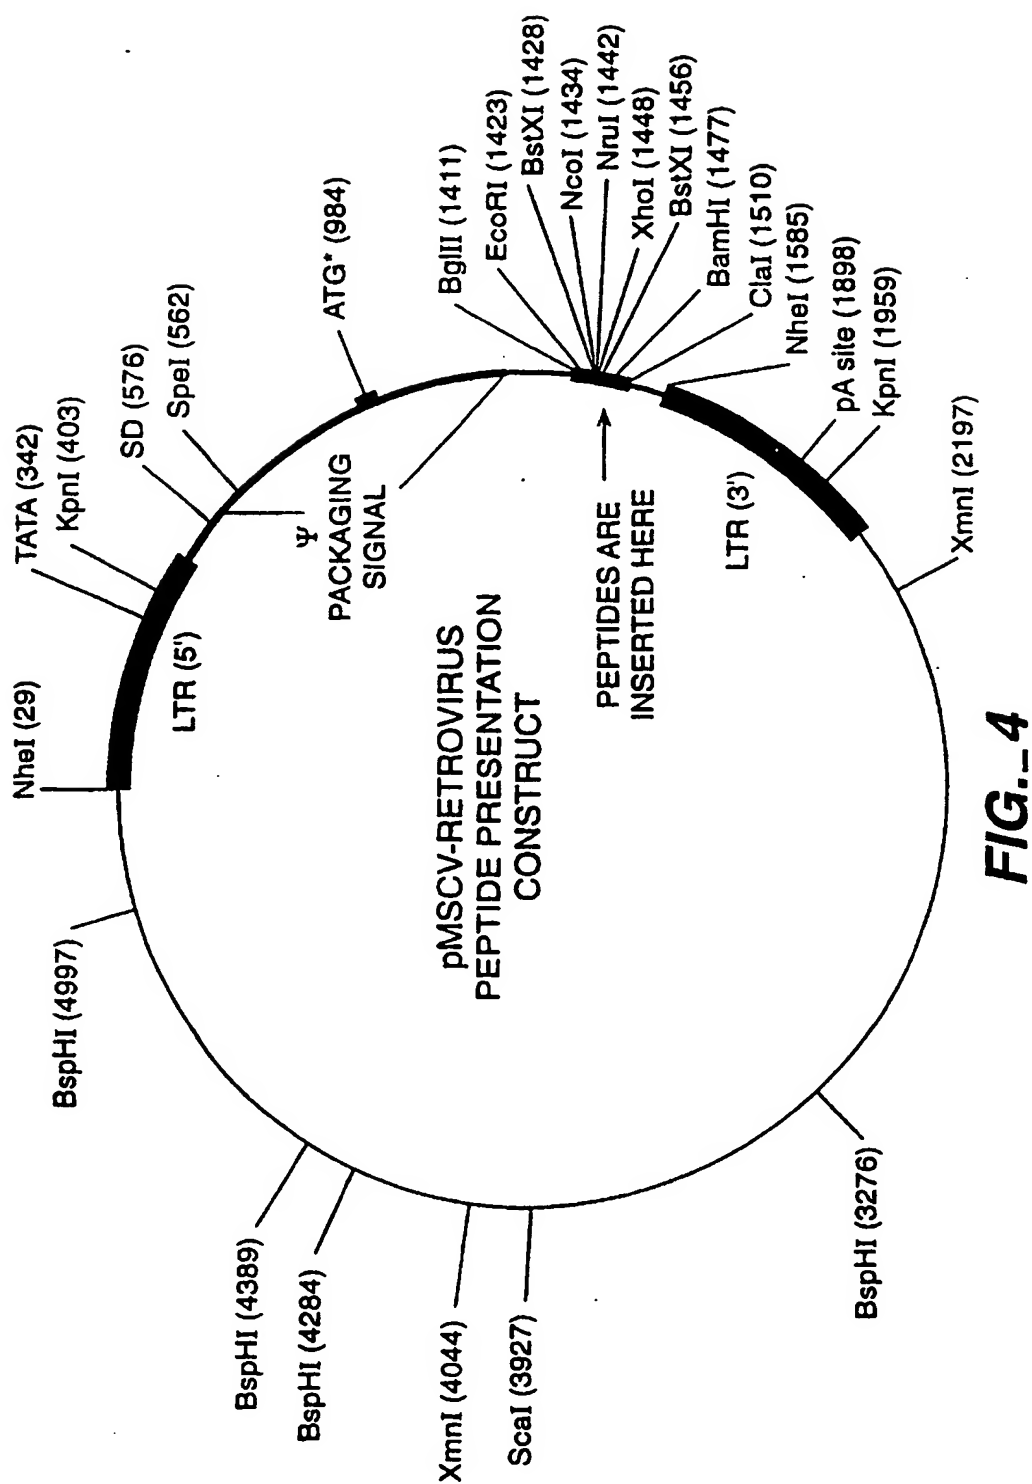 NheI (29)
TATA (342)
KpnI (403)
SD (576)
SpeI (562)
ATG* (984)
BglII (1411)
EcoRI (1423)
BstXI (1428)
NcoI (1434)
NruI (1442)
XhoI (1448)
BstXI (1456)
BamHI (1477)
ClaI (1510)
NheI (1585)
pA site (1898)
KpnI (1959)
XmnI (2197)
BspHI (3276)
ScaI (3927)
XmnI (4044)
BspHI (4284)
BspHI (4389)
BspHI (4997)
LTR (5')
Ψ
PACKAGING
SIGNAL
PEPTIDES ARE
INSERTED HERE
LTR (3')
pMSCV-RETROVIRUS
PEPTIDE PRESENTATION
CONSTRUCT
FIG._4